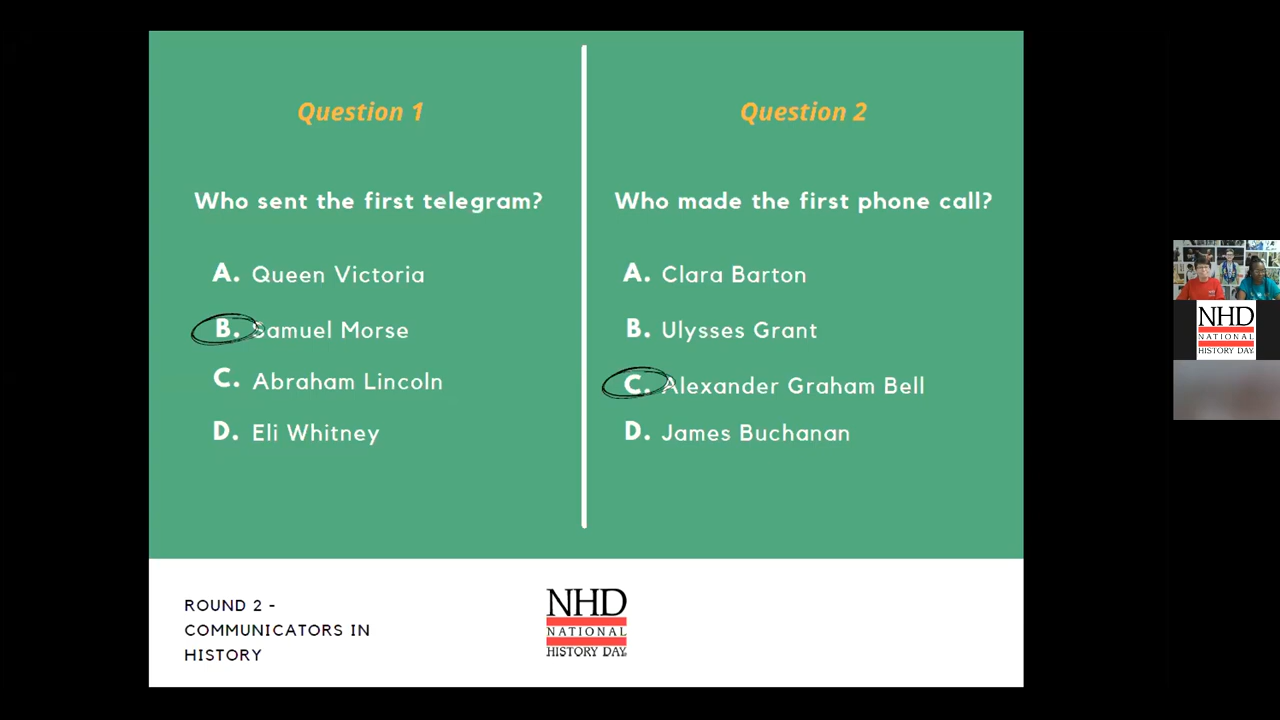 Question 1
Who sent the first telegram?
A. Queen Victoria
B. Samuel Morse
C. Abraham Lincoln
D. Eli Whitney
Question 2
Who made the first phone call?
A. Clara Barton
B. Ulysses Grant
C. Alexander Graham Bell
D. James Buchanan
ROUND 2 -
COMMUNICATORS IN
HISTORY
NHD
NATIONAL
HISTORY DAY
NHD
NATIONAL
HISTORY DAY